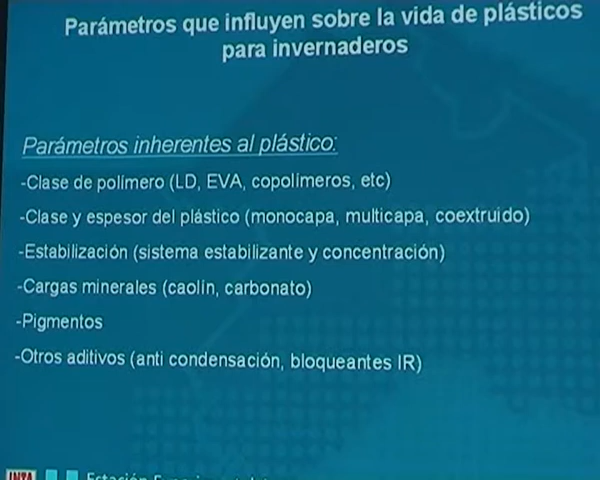 Parámetros que influyen sobre la vida de plásticos
para invernaderos
Parámetros inherentes al plástico:
-Clase de polimero (LD, EVA, copolimeros, etc)
-Clase y espesor del plástico (monocapa, multicapa, coextruido)
-Estabilización (sistema estabilizante y concentración)
-Cargas minerales (caolin, carbonato)
-Pigmentos
-Otros aditivos (anti condensación, bloqueantes IR)
INTA